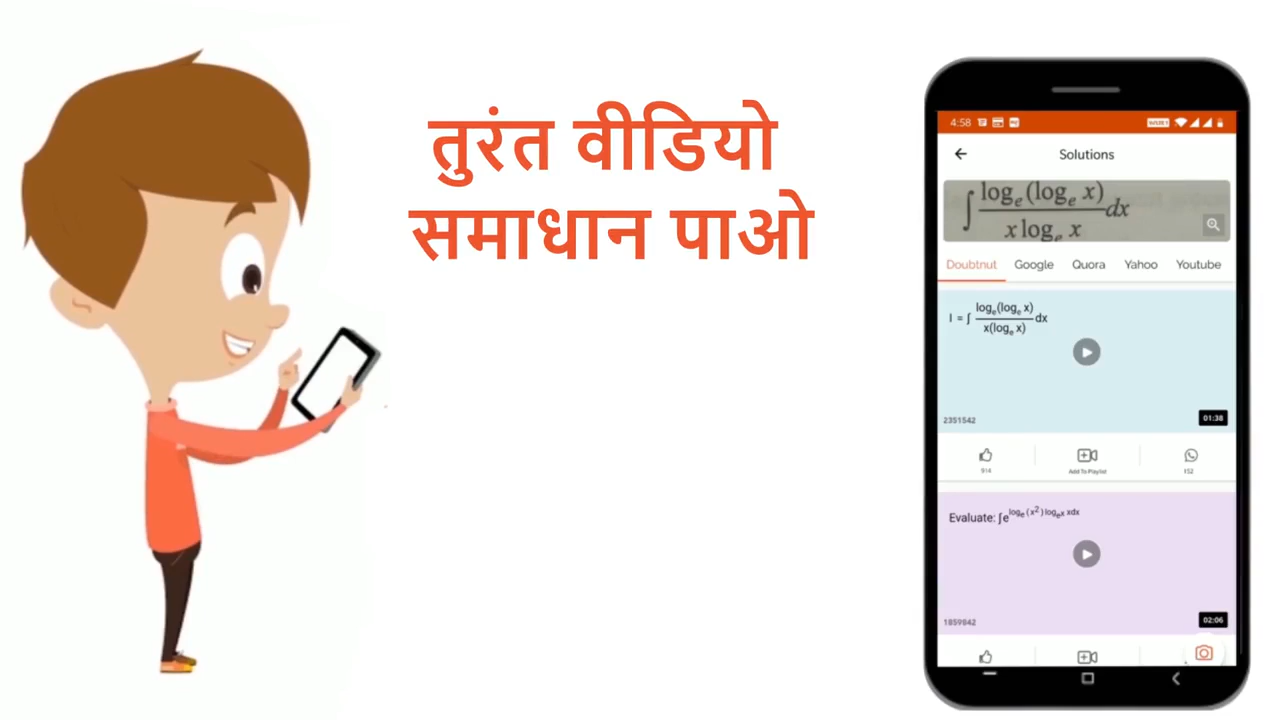 तुरंत वीडियो
समाधान पाओ
4:58
Solutions
∫ logₑ(logₑ x) / x logₑ x dx
Doubtnut Google Quora Yahoo Youtube
I = ∫ logₑ(logₑ x) / x(logₑ x) dx
2351542 01:38
914 Add To Playlist 152
Evaluate: ∫e^logₑ(x²)logₑx xdx
1859842 02:06